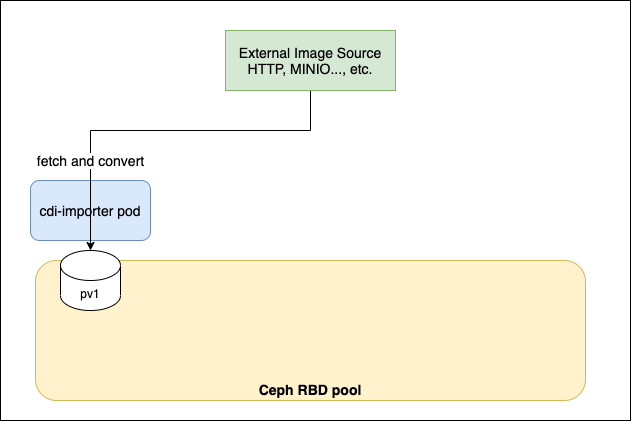 External Image Source
HTTP, MINIO..., etc.
fetch and convert
cdi-importer pod
pv1
Ceph RBD pool